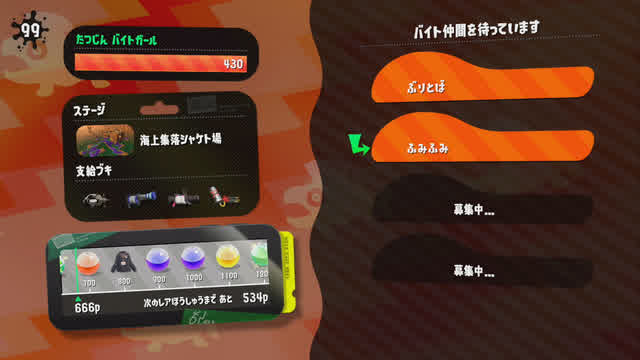 99
たつじん バイトガール
430
ステージ
海上集落シャケト場
支給ブキ
700
800
900
1000
1100
666p
次のレアほうしゅうまで あと 534p
バイト仲間を待っています
ぶりとば
ふみふみ
募集中...
募集中...